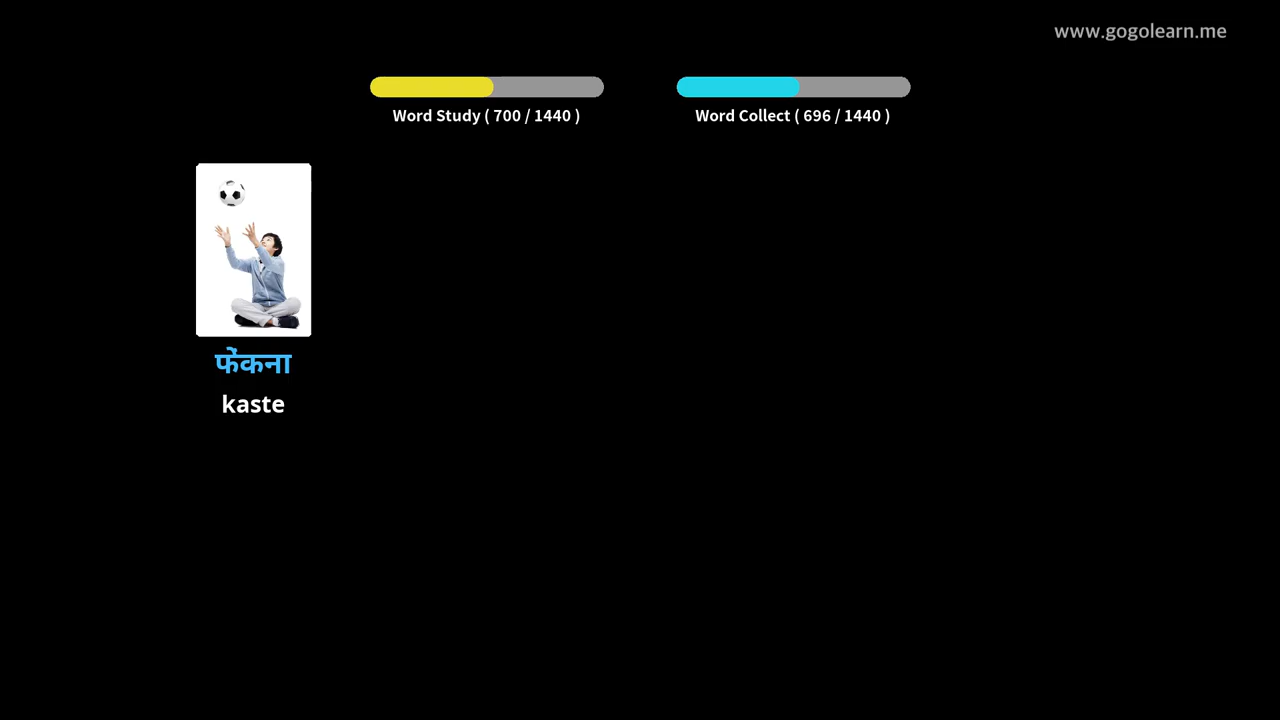 www.gogolearn.me
Word Study ( 700 / 1440 )
Word Collect ( 696 / 1440 )
फेंकना
kaste